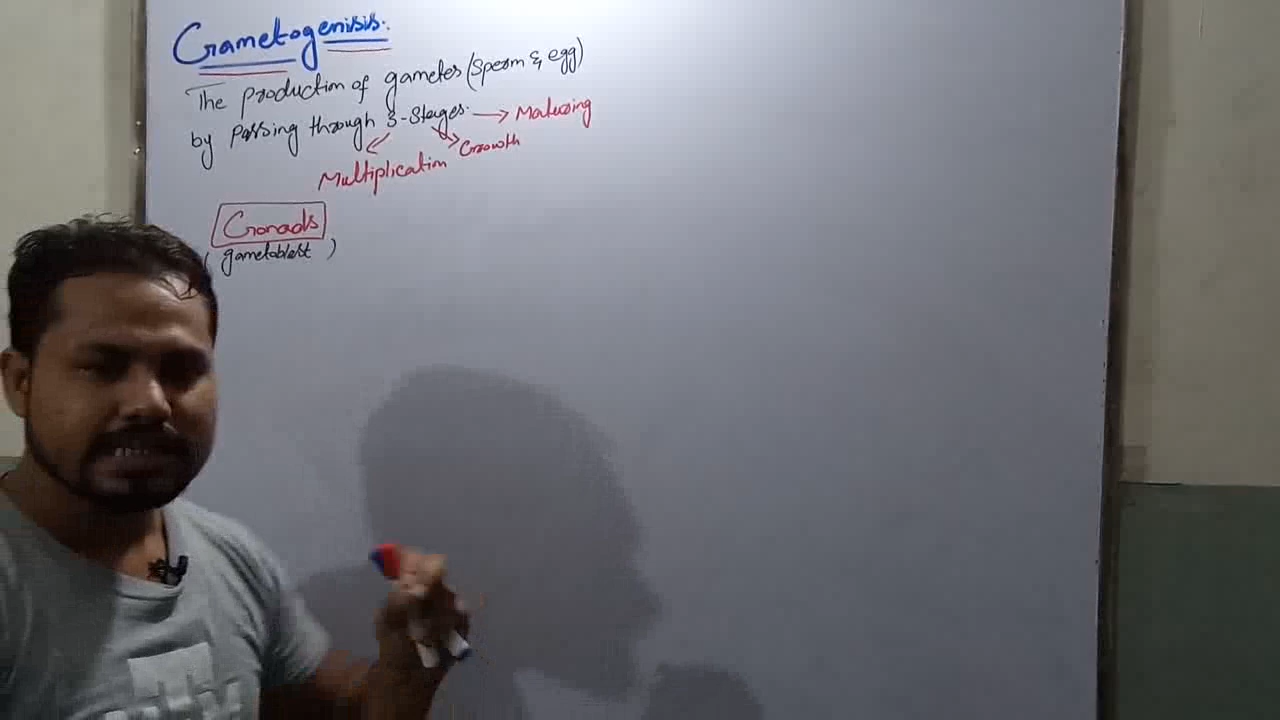 Gametogenisis.
The production of gametes (Sperm & egg)
by passing through 3-Stages. → Maturing
Growth
Multiplication
Gonads
( gametoblast )